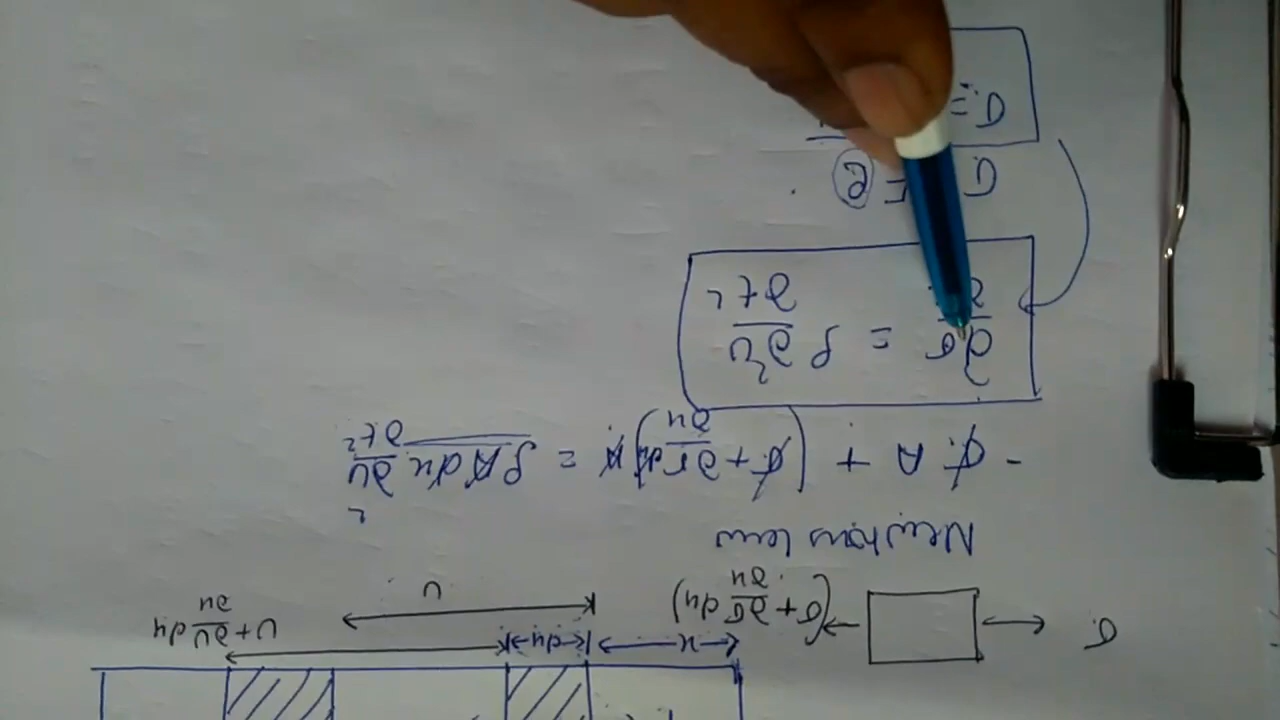 x dx
U U + ∂U/∂x dx
σ (σ + ∂σ/∂x dx)
Newtons law
- σ A + (σ + ∂σ/∂x dx) A = ρ A dx ∂²U/∂t²
∂σ = ρ ∂²U/∂t²
σ e
σ =